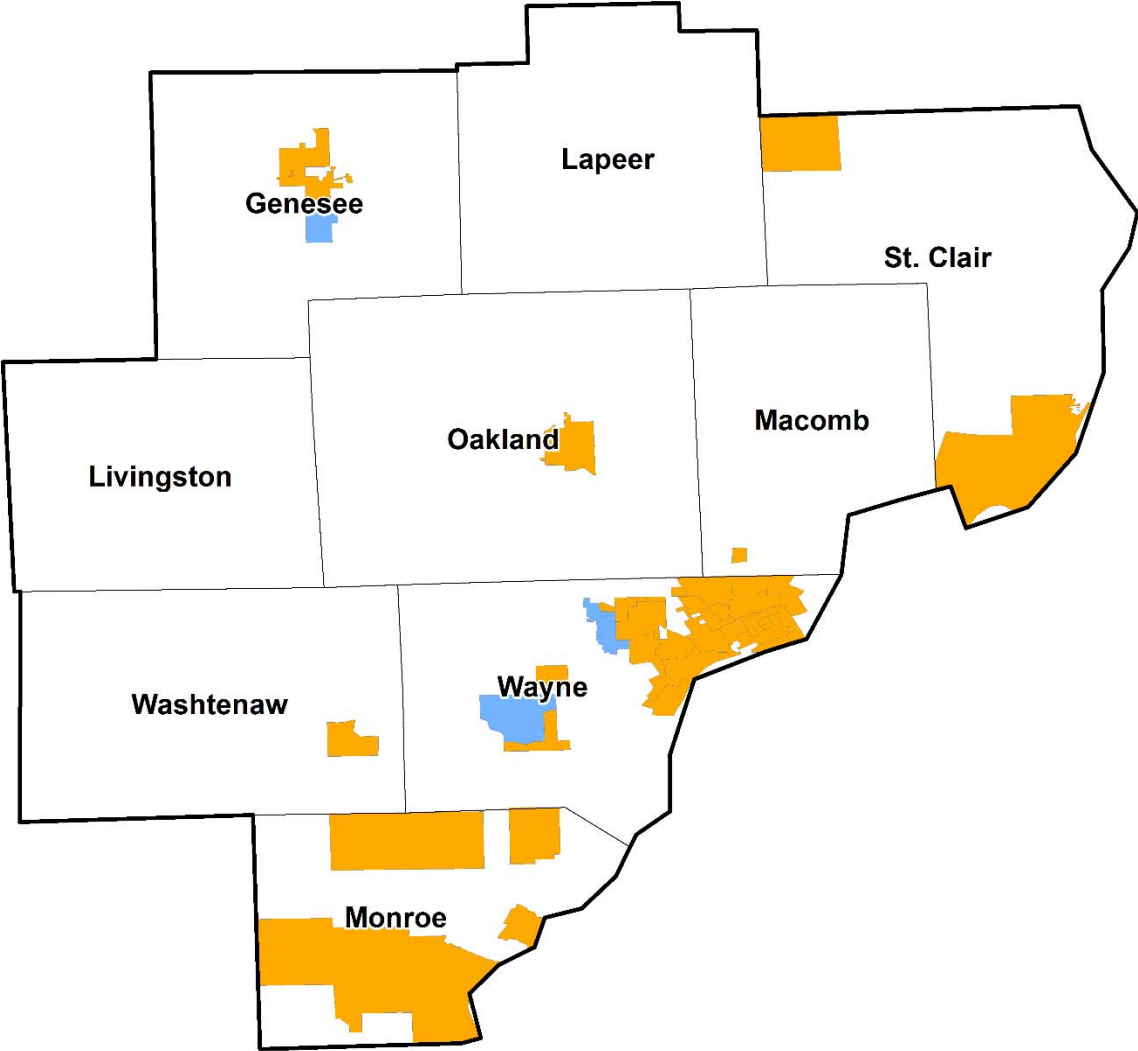 Lapeer
Genesee
St. Clair
Macomb
Oakland
Livingston
Wayne
Washtenaw
Monroe